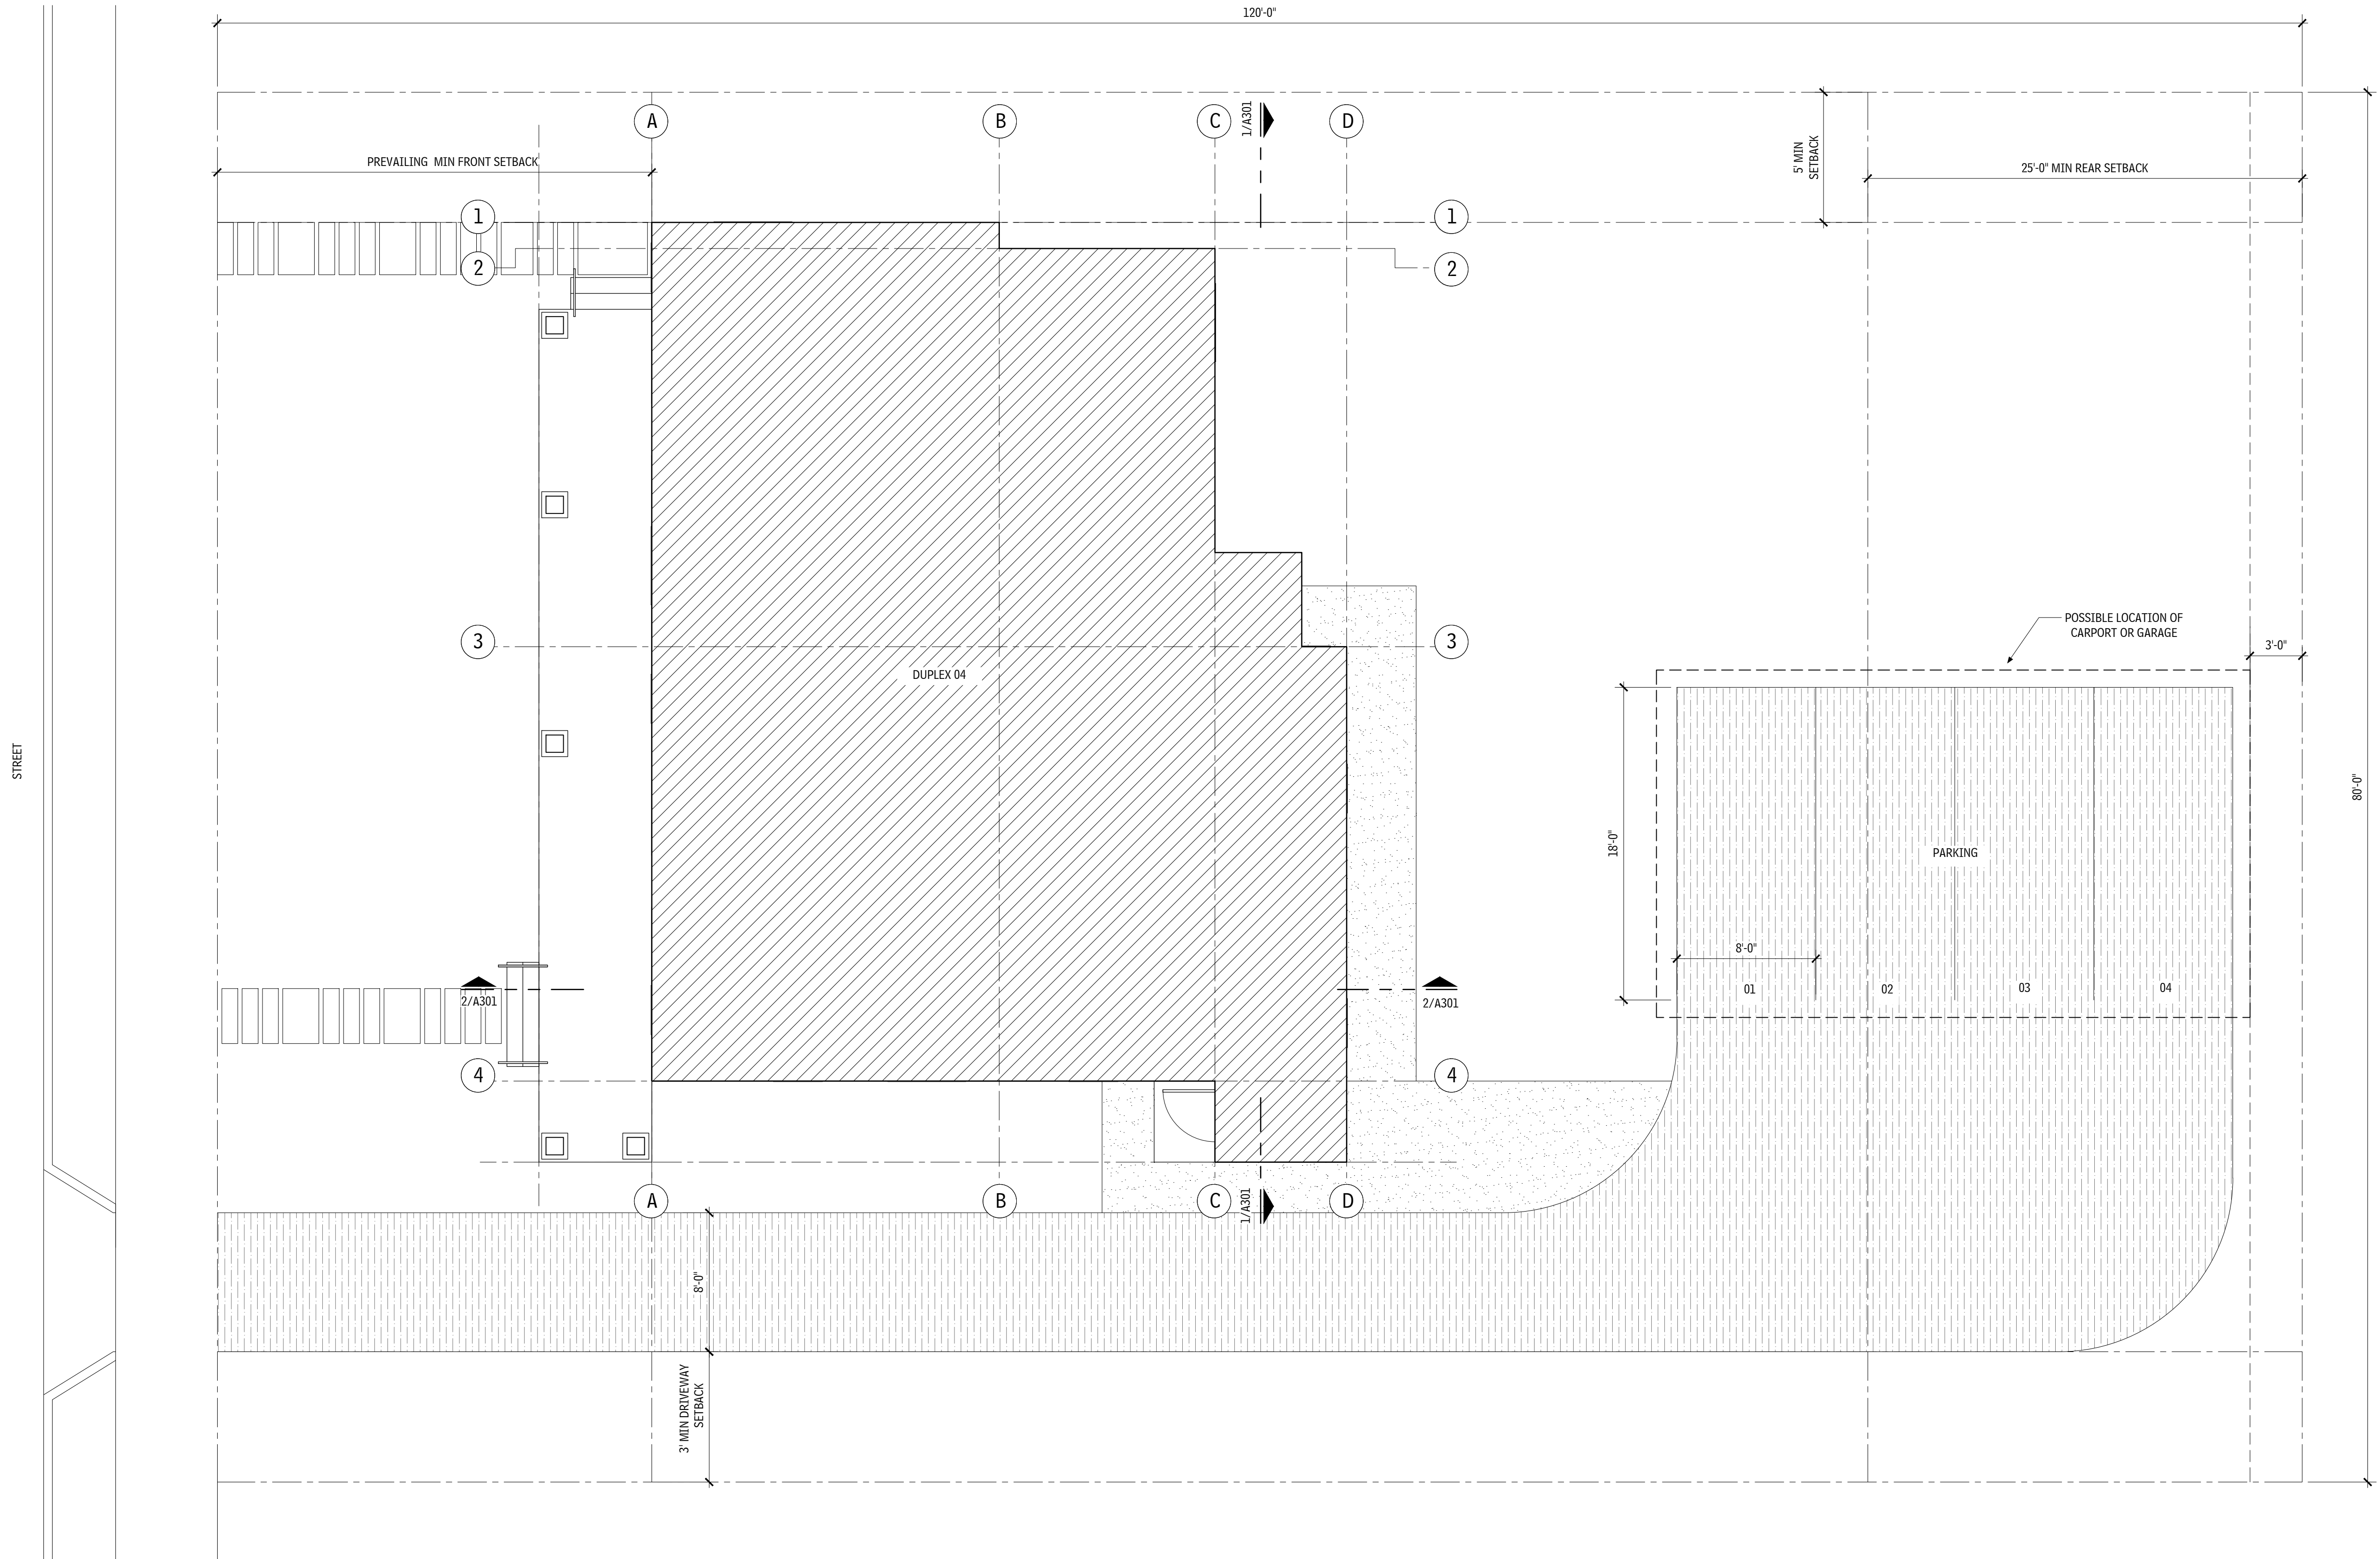 120'-0"
A
B
C
1/A301
D
PREVAILING  MIN FRONT SETBACK
5' MIN
SETBACK
25'-0" MIN REAR SETBACK
1
1
2
2
3
3
POSSIBLE LOCATION OF
CARPORT OR GARAGE
3'-0"
DUPLEX 04
STREET
80'-0"
18'-0"
PARKING
8'-0"
01
02
03
04
2/A301
2/A301
4
4
A
B
C
1/A301
D
8'-0"
3' MIN DRIVEWAY
SETBACK